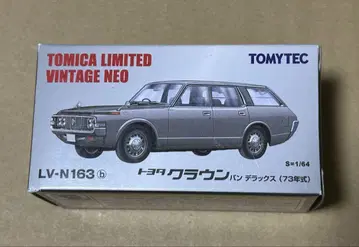 TOMICA LIMITED
VINTAGE NEO
TOMYTEC
S=1/64
LV-N163 b
トヨタ クラウン バン デラックス (73年式)